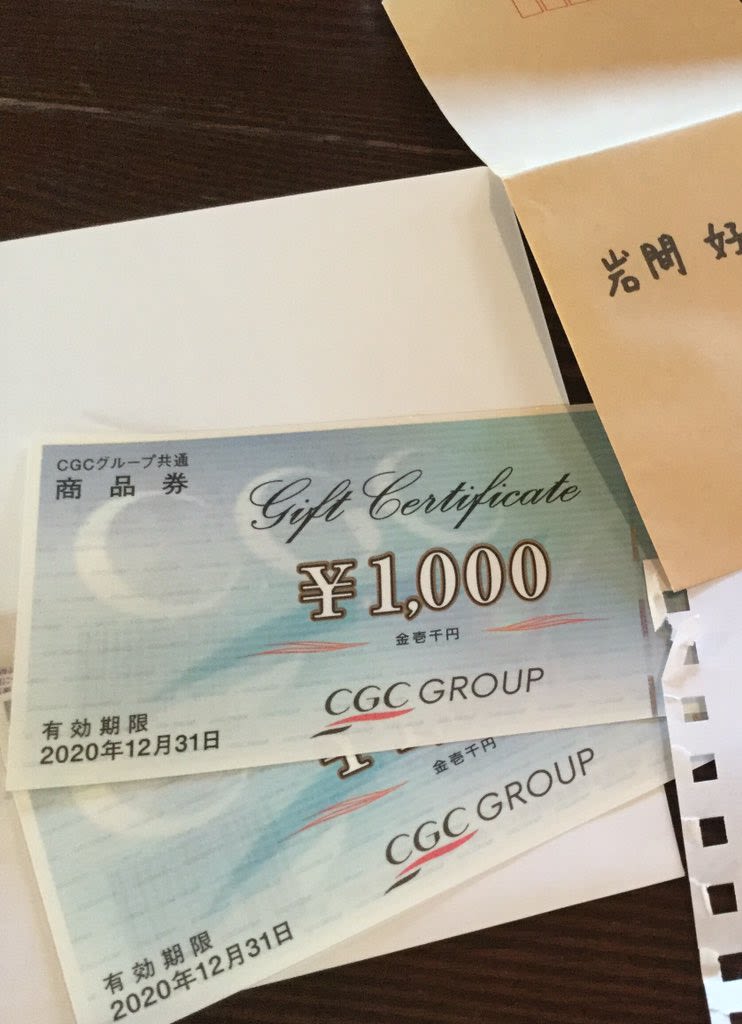 岩間 好
CGCグループ共通
商品券
Gift Certificate
¥1,000
金壱千円
CGC GROUP
有効期限
2020年12月31日
金壱千円
CGC GROUP
有効期限
2020年12月31日